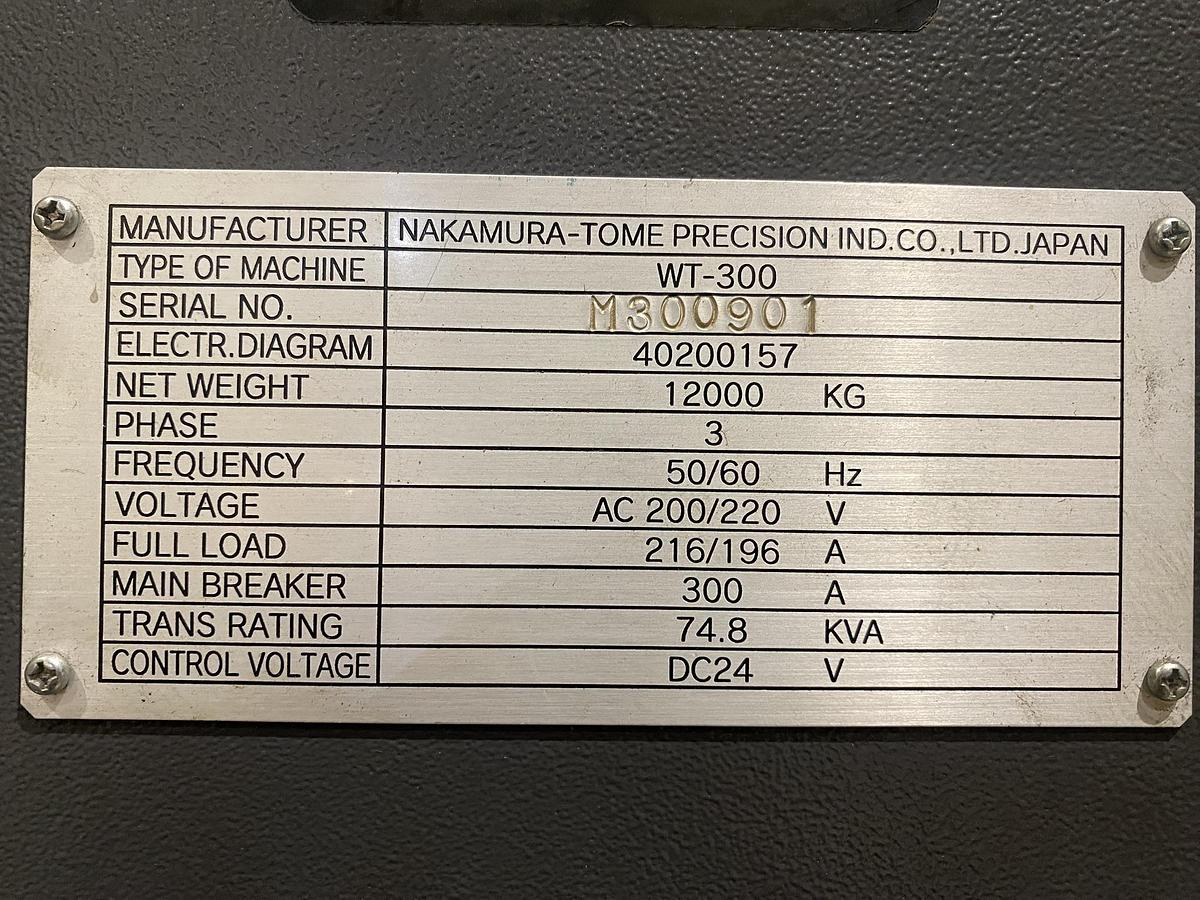 MANUFACTURER NAKAMURA-TOME PRECISION IND.CO.,LTD.JAPAN
TYPE OF MACHINE WT-300
SERIAL NO. M300901
ELECTR.DIAGRAM 40200157
NET WEIGHT 12000 KG
PHASE 3
FREQUENCY 50/60 Hz
VOLTAGE AC 200/220 V
FULL LOAD 216/196 A
MAIN BREAKER 300 A
TRANS RATING 74.8 KVA
CONTROL VOLTAGE DC24 V